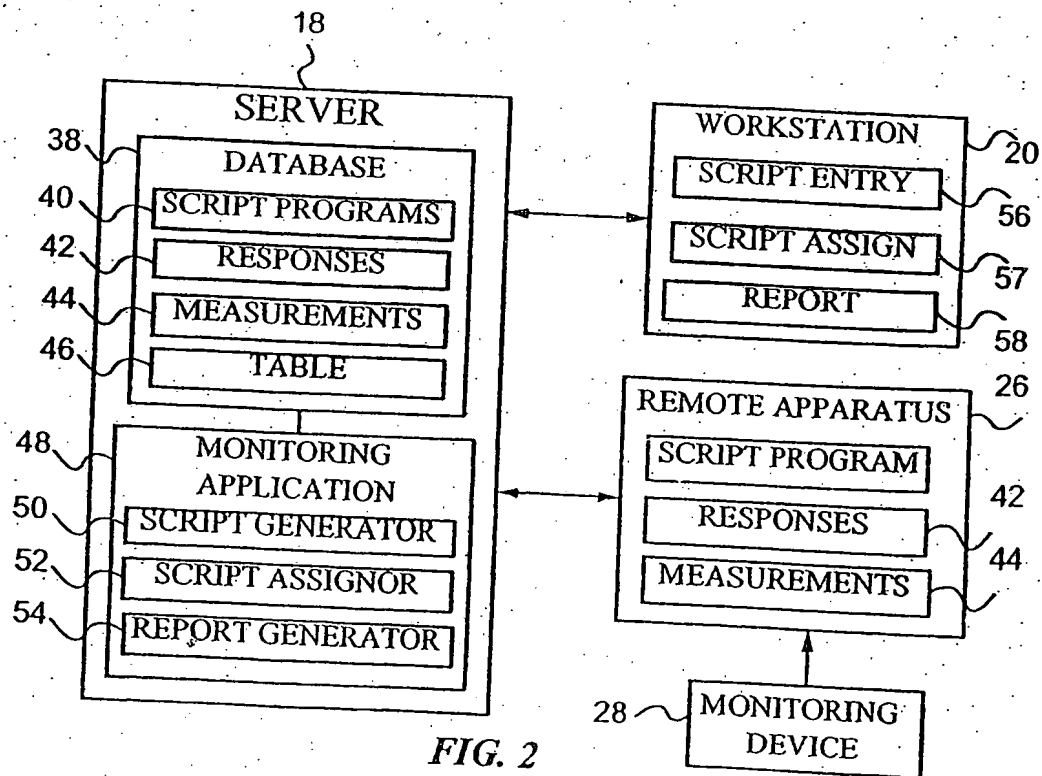 18
SERVER
38
DATABASE
40
SCRIPT PROGRAMS
42
RESPONSES
44
MEASUREMENTS
46
TABLE
48
MONITORING
APPLICATION
50
SCRIPT GENERATOR
52
SCRIPT ASSIGNOR
54
REPORT GENERATOR
WORKSTATION
20
SCRIPT ENTRY
56
SCRIPT ASSIGN
57
REPORT
58
26
REMOTE APPARATUS
SCRIPT PROGRAM
42
RESPONSES
44
MEASUREMENTS
28
MONITORING
DEVICE
FIG. 2